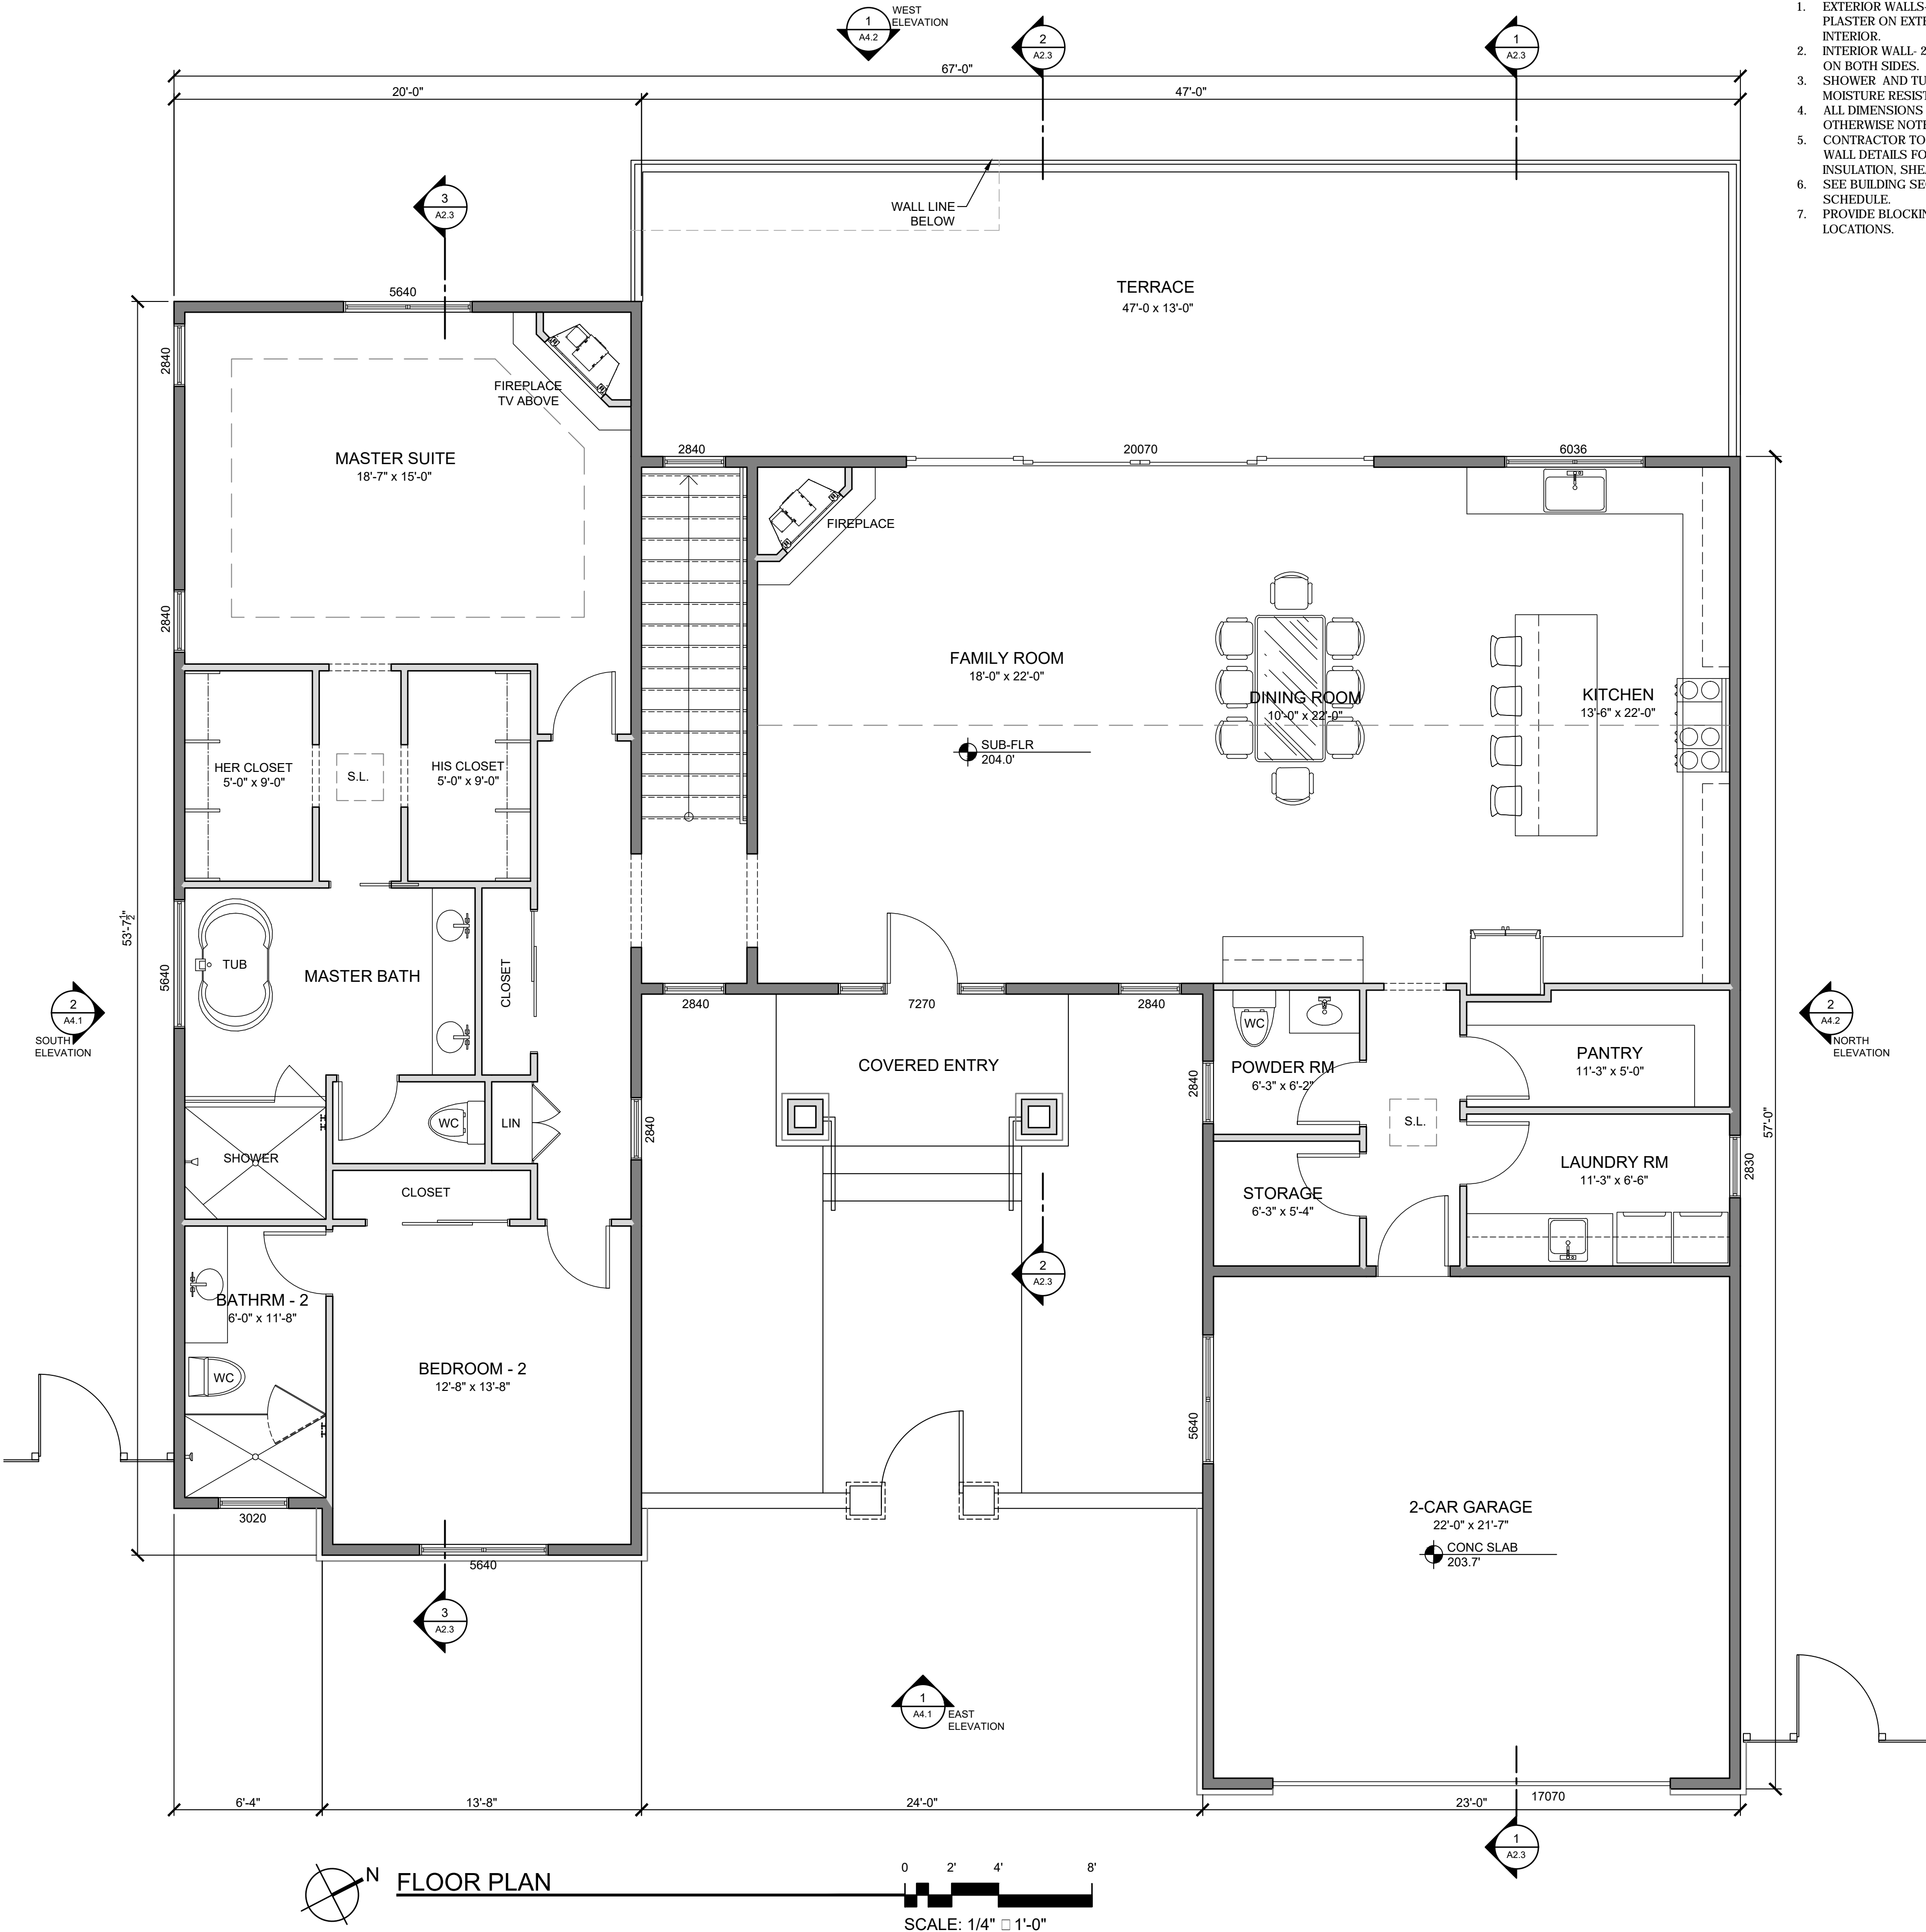 1
A4.2
WEST
ELEVATION
2
A2.3
1
A2.3
1. EXTERIOR WALLS-
PLASTER ON EXT
INTERIOR.
2. INTERIOR WALL- 2
ON BOTH SIDES.
3. SHOWER AND TU
MOISTURE RESIST
4. ALL DIMENSIONS
OTHERWISE NOT
5. CONTRACTOR TO
WALL DETAILS FO
INSULATION, SHE
6. SEE BUILDING SE
SCHEDULE.
7. PROVIDE BLOCKIN
LOCATIONS.
67'-0"
20'-0"
47'-0"
3
A2.3
WALL LINE
BELOW
TERRACE
47'-0 x 13'-0"
5640
2840
FIREPLACE
TV ABOVE
MASTER SUITE
18'-7" x 15'-0"
2840
2840
20070
6036
FIREPLACE
FAMILY ROOM
18'-0" x 22'-0"
DINING ROOM
10'-0" x 22'-0"
KITCHEN
13'-6" x 22'-0"
SUB-FLR
204.0'
HER CLOSET
5'-0" x 9'-0"
S.L.
HIS CLOSET
5'-0" x 9'-0"
53'-7½"
5640
TUB
MASTER BATH
CLOSET
2
A4.1
SOUTH
ELEVATION
2840
7270
2840
COVERED ENTRY
2840
2840
WC
POWDER RM
6'-3" x 6'-2"
PANTRY
11'-3" x 5'-0"
2
A4.2
NORTH
ELEVATION
57'-0"
S.L.
WC
LIN
SHOWER
CLOSET
STORAGE
6'-3" x 5'-4"
LAUNDRY RM
11'-3" x 6'-6"
2830
2
A2.3
BATHRM - 2
6'-0" x 11'-8"
WC
BEDROOM - 2
12'-8" x 13'-8"
5640
3020
5640
2-CAR GARAGE
22'-0" x 21'-7"
CONC SLAB
203.7'
3
A2.3
1
A4.1
EAST
ELEVATION
6'-4"
13'-8"
24'-0"
23'-0"
17070
1
A2.3
N
FLOOR PLAN
0 2' 4' 8'
SCALE: 1/4" □ 1'-0"